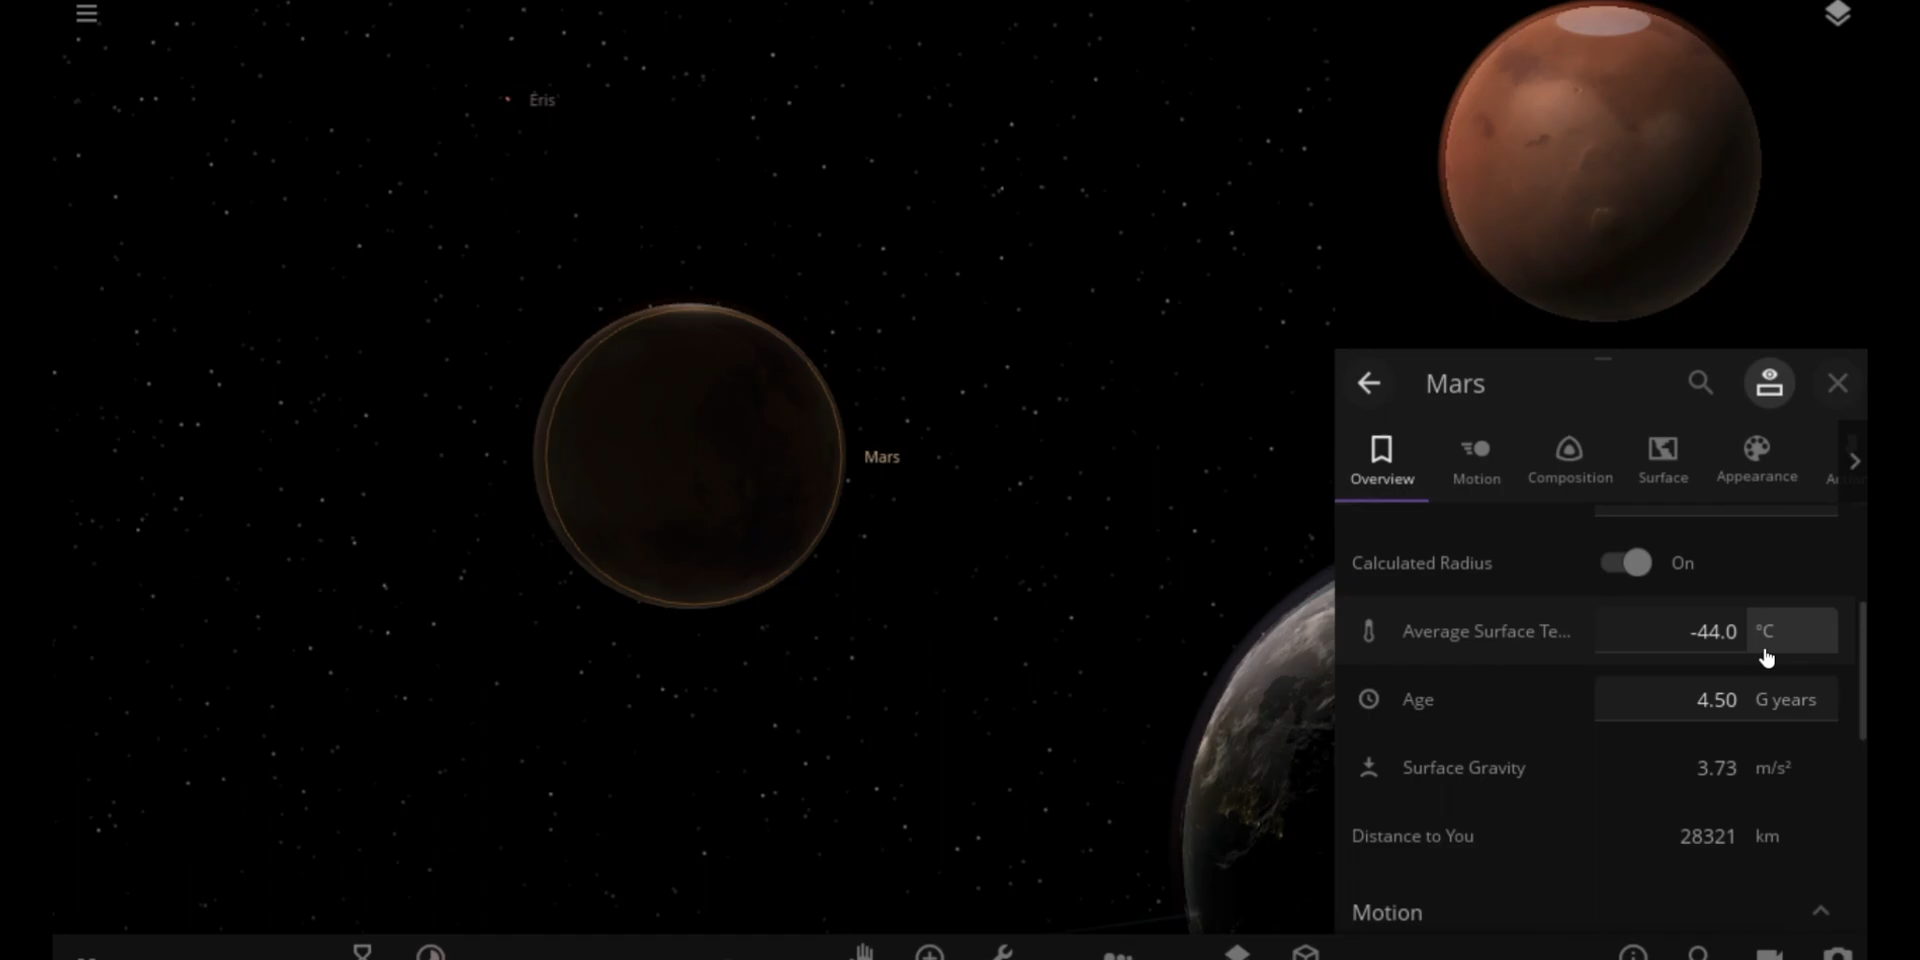 Eris
Mars
Mars
Overview
Motion
Composition
Surface
Appearance
Calculated Radius
On
Average Surface Te...
-44.0 °C
Age
4.50 G years
Surface Gravity
3.73 m/s²
Distance to You
28321 km
Motion